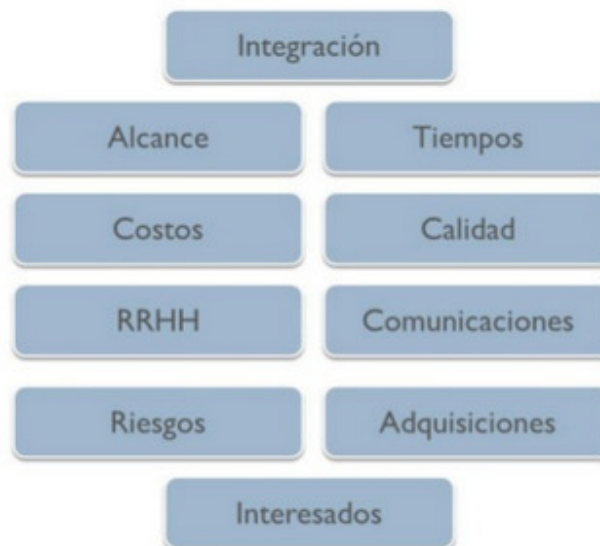 Integración
Alcance
Tiempos
Costos
Calidad
RRHH
Comunicaciones
Riesgos
Adquisiciones
Interesados